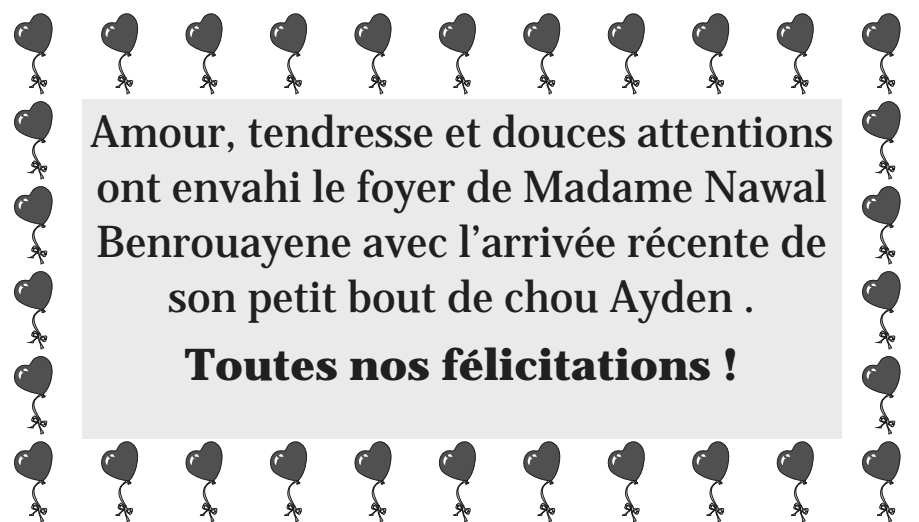 Amour, tendresse et douces attentions
ont envahi le foyer de Madame Nawal
Benrouayene avec l’arrivée récente de
son petit bout de chou Ayden .
Toutes nos félicitations !